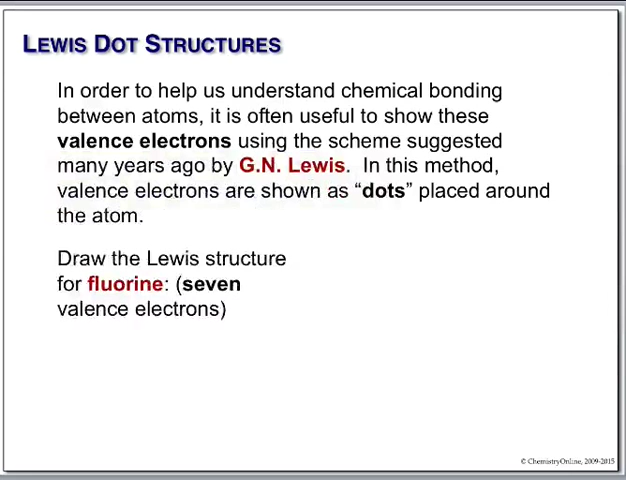 LEWIS DOT STRUCTURES
In order to help us understand chemical bonding
between atoms, it is often useful to show these
valence electrons using the scheme suggested
many years ago by G.N. Lewis. In this method,
valence electrons are shown as “dots” placed around
the atom.
Draw the Lewis structure
for fluorine: (seven
valence electrons)
© ChemistryOnline, 2009-2015